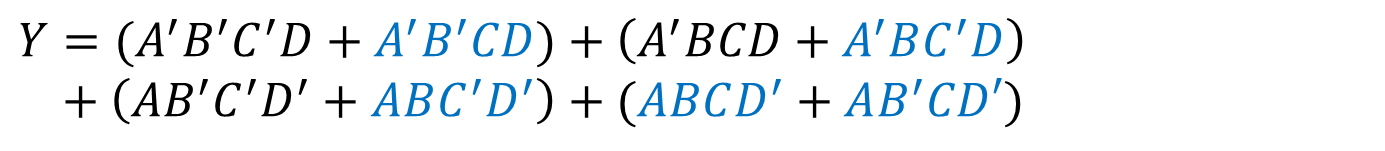 Y = (A′B′C′D + A′B′CD) + (A′BCD + A′BC′D)
+ (AB′C′D′ + ABC′D′) + (ABCD′ + AB′CD′)